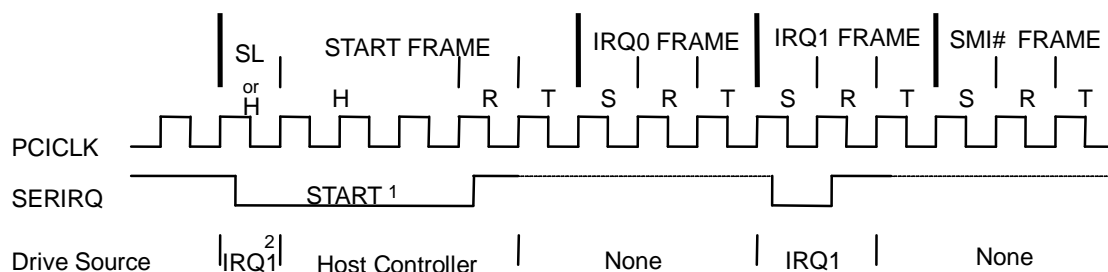 SL START FRAME IRQ0 FRAME IRQ1 FRAME SMI# FRAME
or
H H R T S R T S R T S R T
PCICLK
SERIRQ START 1
Drive Source IRQ1 2 Host Controller None IRQ1 None